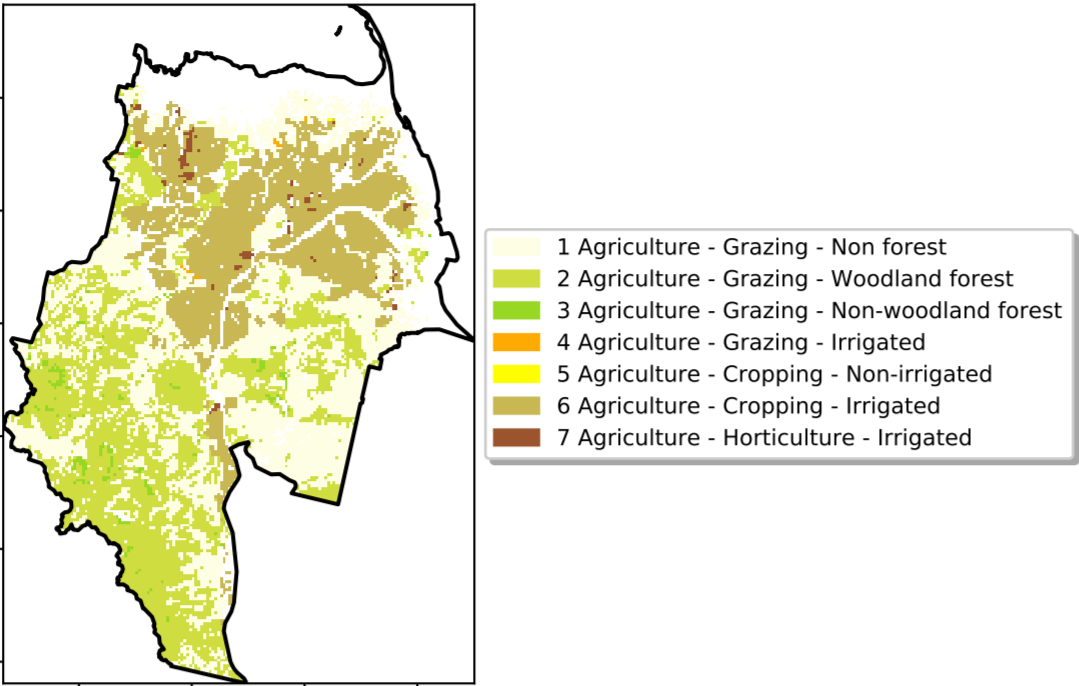 1 Agriculture - Grazing - Non forest
2 Agriculture - Grazing - Woodland forest
3 Agriculture - Grazing - Non-woodland forest
4 Agriculture - Grazing - Irrigated
5 Agriculture - Cropping - Non-irrigated
6 Agriculture - Cropping - Irrigated
7 Agriculture - Horticulture - Irrigated